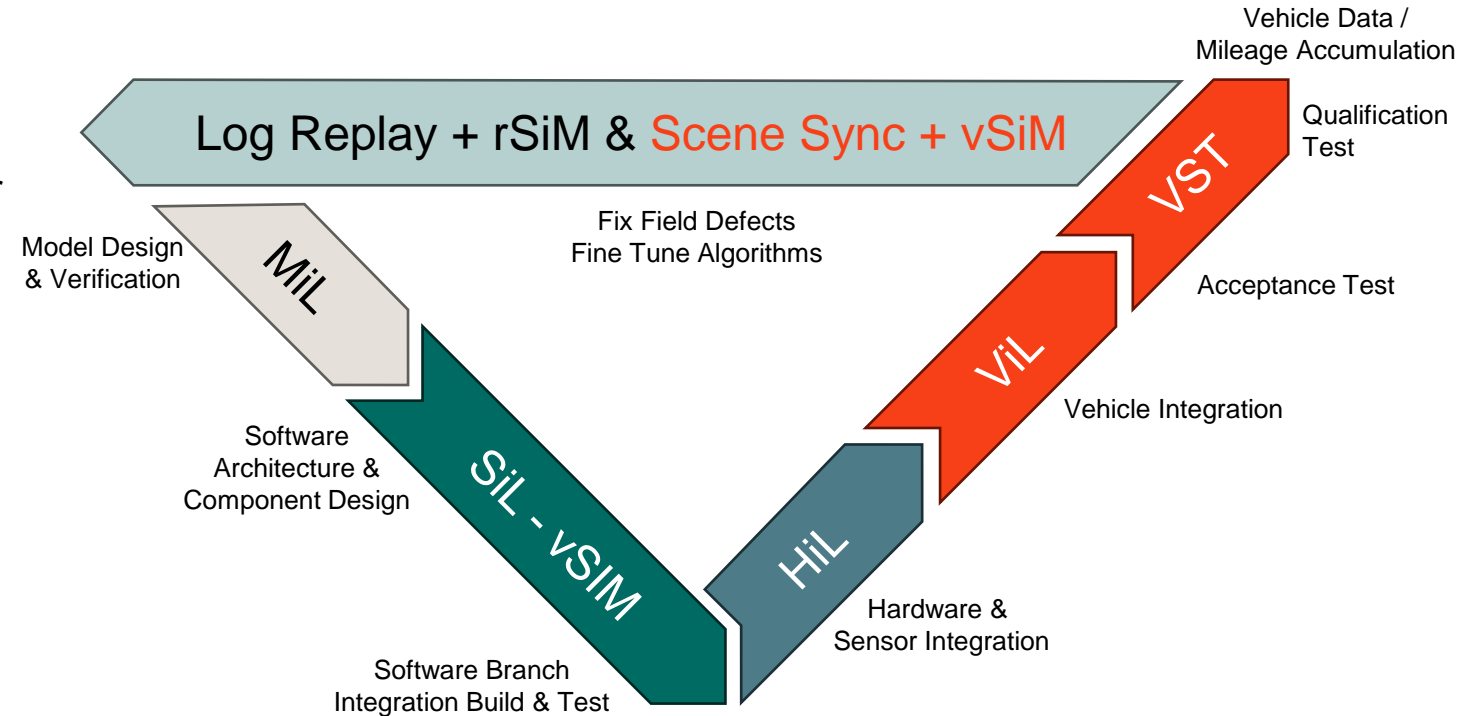 Vehicle Data /
Mileage Accumulation
Log Replay + rSiM & Scene Sync + vSiM
Qualification
Test
VST
Fix Field Defects
Fine Tune Algorithms
Model Design
& Verification
MiL
Acceptance Test
ViL
Vehicle Integration
Software
Architecture &
Component Design
SiL - vSIM
HiL
Hardware &
Sensor Integration
Software Branch
Integration Build & Test